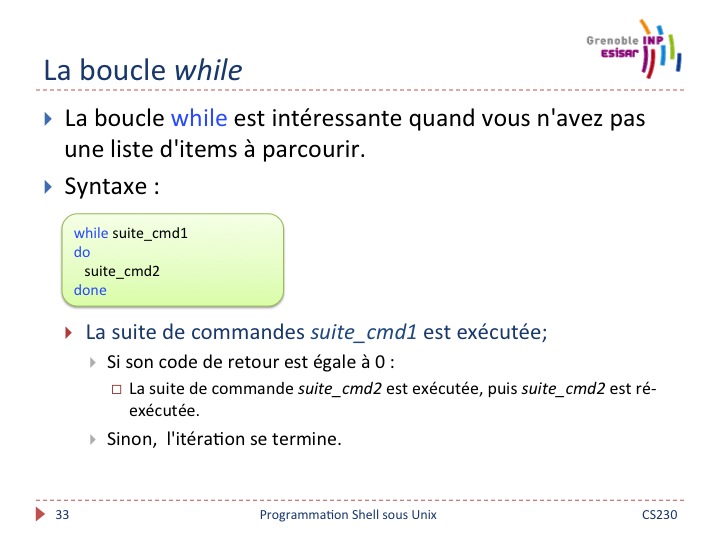 Grenoble INP
esisar
La boucle while
La boucle while est intéressante quand vous n'avez pas
une liste d'items à parcourir.
Syntaxe :
while suite_cmd1
do
suite_cmd2
done
La suite de commandes suite_cmd1 est exécutée;
Si son code de retour est égale à 0 :
La suite de commande suite_cmd2 est exécutée, puis suite_cmd2 est ré-
exécutée.
Sinon, l'itération se termine.
33 Programmation Shell sous Unix CS230